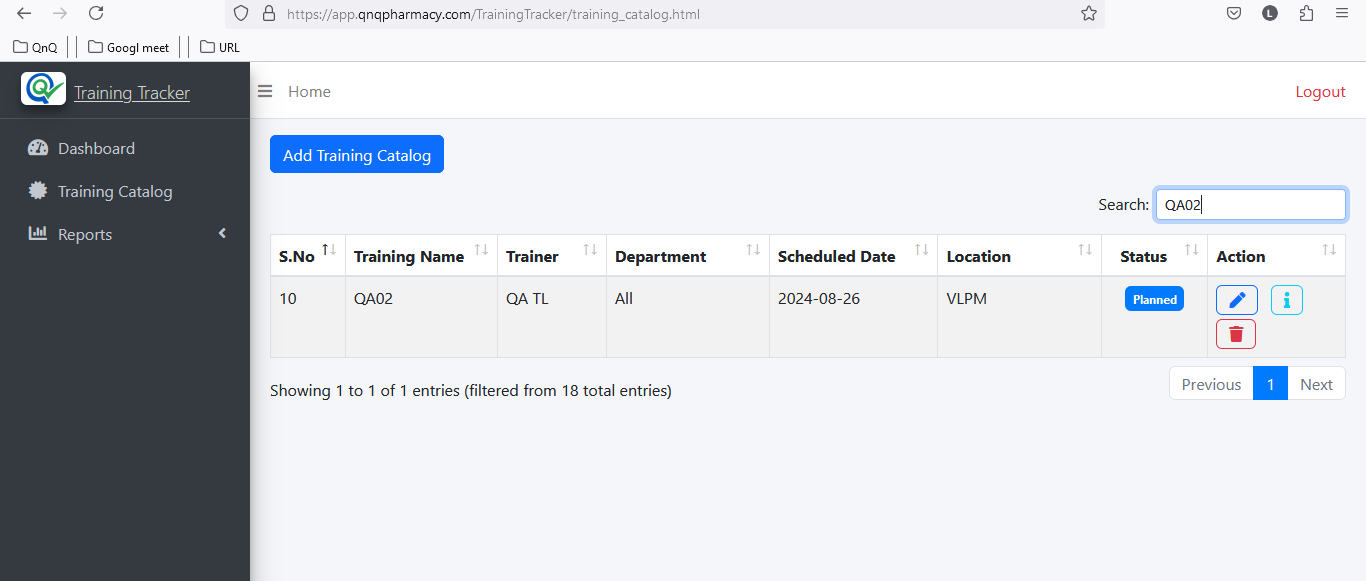 https://app.qnqpharmacy.com/TrainingTracker/training_catalog.html
L
QnQ
Googl meet
URL
Training Tracker
Home
Logout
Dashboard
Training Catalog
Reports
Add Training Catalog
Search: QA02
S.No Training Name Trainer Department Scheduled Date Location Status Action
10 QA02 QA TL All 2024-08-26 VLPM Planned
Showing 1 to 1 of 1 entries (filtered from 18 total entries)
Previous 1 Next